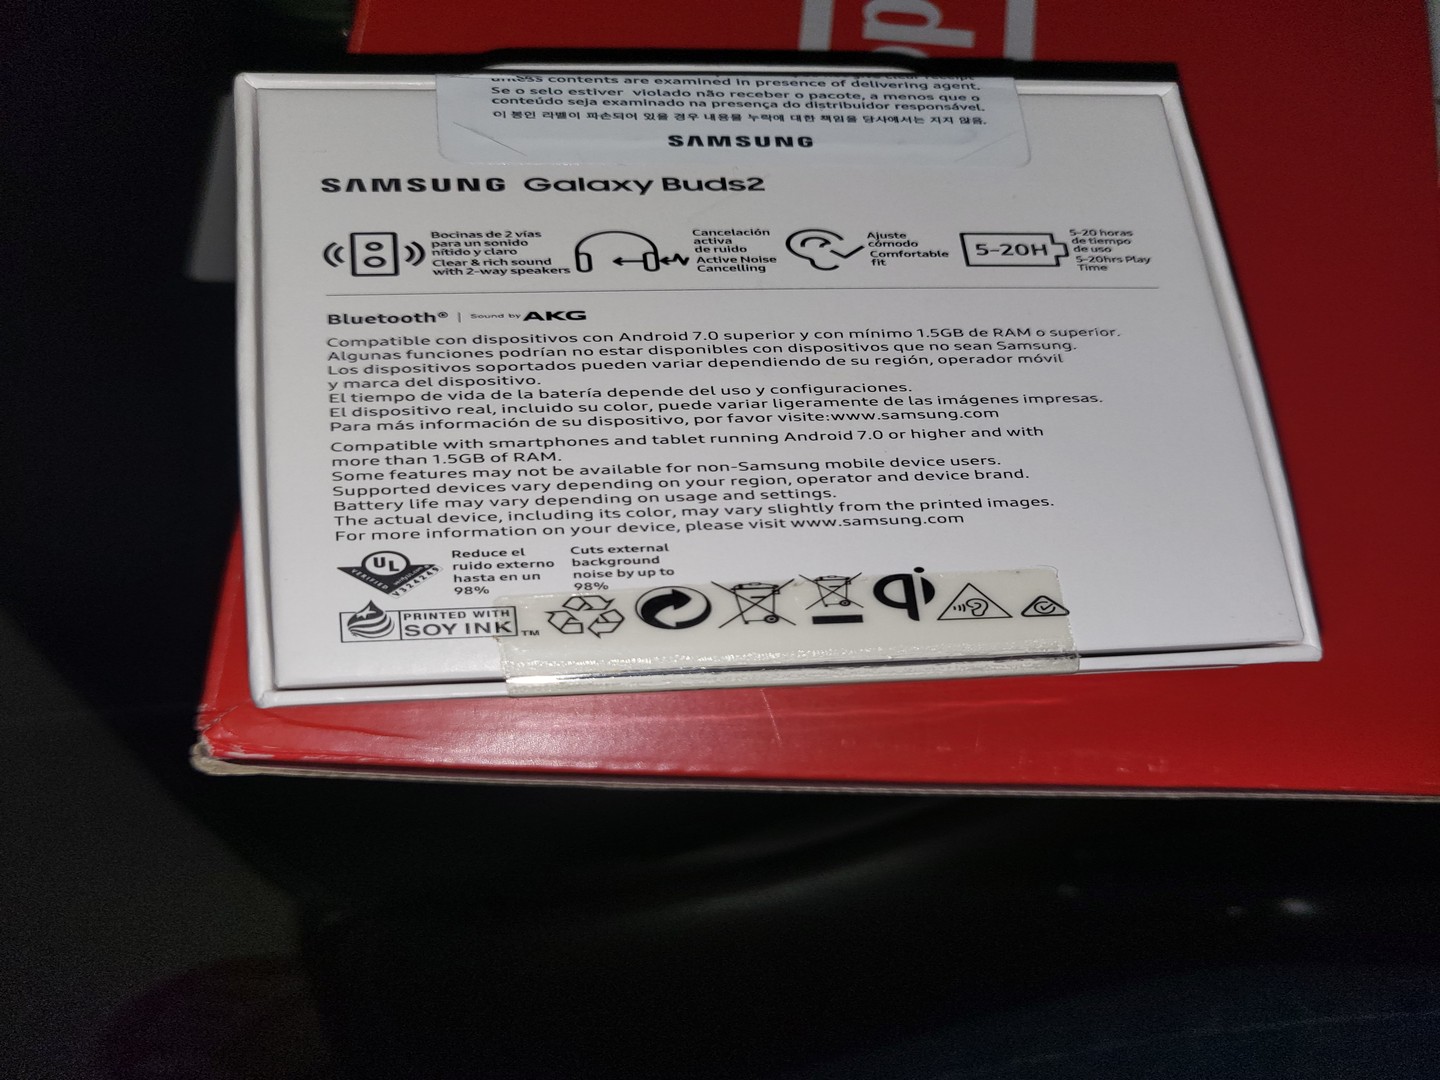 op
contents are examined in presence of delivering agent.
Se o selo estiver violado não receber o pacote, a menos que o
conteúdo seja examinado na presença do distribuidor responsável.
이 봉인 라벨이 파손되어 있을 경우 내용물 누락에 대한 책임을 당사에서는 지지 않음.
SAMSUNG
SAMSUNG Galaxy Buds2
Bocinas de 2 vías
para un sonido
nítido y claro
Clear & rich sound
with 2-way speakers
Cancelación
activa
de ruido
Active Noise
Cancelling
Ajuste
cómodo
Comfortable
fit
5-20H
5-20 horas
de tiempo
de uso
5-20hrs Play
Time
Bluetooth® | Sound by AKG
Compatible con dispositivos con Android 7.0 superior y con mínimo 1.5GB de RAM o superior.
Algunas funciones podrían no estar disponibles con dispositivos que no sean Samsung.
Los dispositivos soportados pueden variar dependiendo de su región, operador móvil
y marca del dispositivo.
El tiempo de vida de la batería depende del uso y configuraciones.
El dispositivo real, incluido su color, puede variar ligeramente de las imágenes impresas.
Para más información de su dispositivo, por favor visite:www.samsung.com
Compatible with smartphones and tablet running Android 7.0 or higher and with
more than 1.5GB of RAM.
Some features may not be available for non-Samsung mobile device users.
Supported devices vary depending on your region, operator and device brand.
Battery life may vary depending on usage and settings.
The actual device, including its color, may vary slightly from the printed images.
For more information on your device, please visit www.samsung.com
UL
VERIFIED
V324245
Reduce el
ruido externo
hasta en un
98%
Cuts external
background
noise by up to
98%
PRINTED WITH
SOY INK™
qi